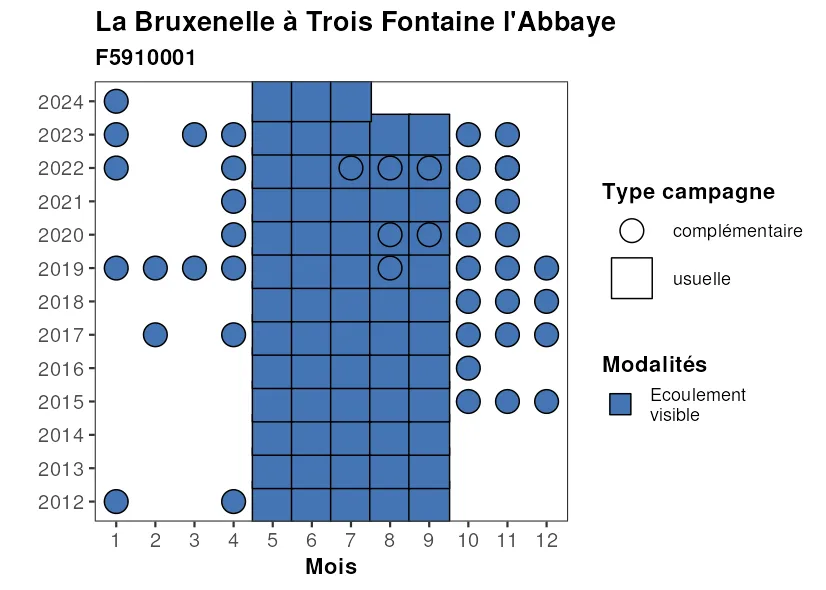 La Bruxenelle à Trois Fontaine l'Abbaye
F5910001
2024
2023
2022
2021
2020
2019
2018
2017
2016
2015
2014
2013
2012
1 2 3 4 5 6 7 8 9 10 11 12
Mois
Type campagne
complémentaire
usuelle
Modalités
Ecoulement
visible